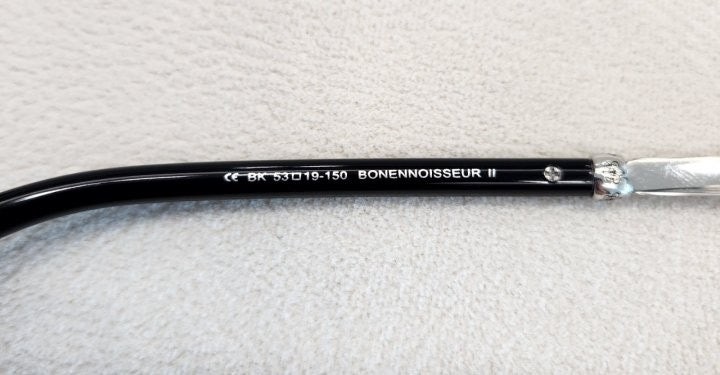 CE BK 53□19-150 BONENNOISSEUR II